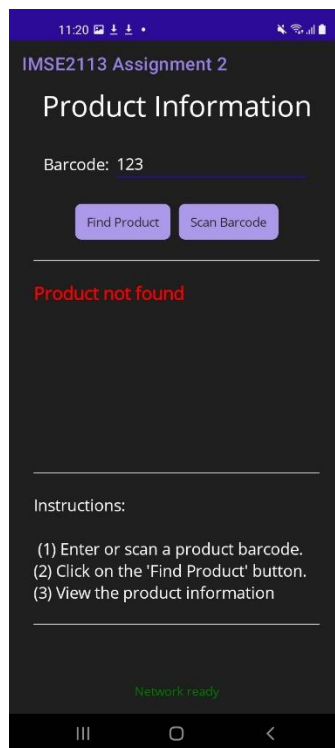 11:20
IMSE2113 Assignment 2
Product Information
Barcode: 123
Find Product Scan Barcode
Product not found
Instructions:
(1) Enter or scan a product barcode.
(2) Click on the 'Find Product' button.
(3) View the product information
Network ready